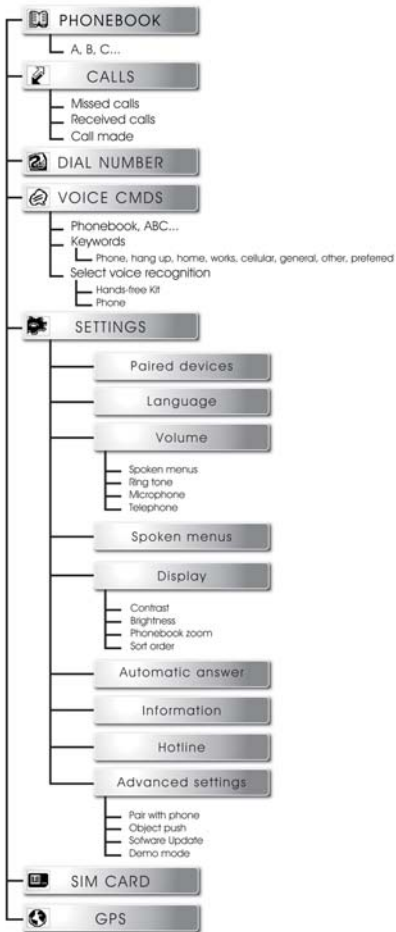 PHONEBOOK
A, B, C...
CALLS
Missed calls
Received calls
Call made
DIAL NUMBER
VOICE CMDS
Phonebook, ABC...
Keywords
Phone, hang up, home, works, cellular, general, other, preferred
Select voice recognition
Hands-free Kit
Phone
SETTINGS
Paired devices
Language
Volume
Spoken menus
Ring tone
Microphone
Telephone
Spoken menus
Display
Contrast
Brightness
Phonebook zoom
Sort order
Automatic answer
Information
Hotline
Advanced settings
Pair with phone
Object push
Sofware Update
Demo mode
SIM CARD
GPS